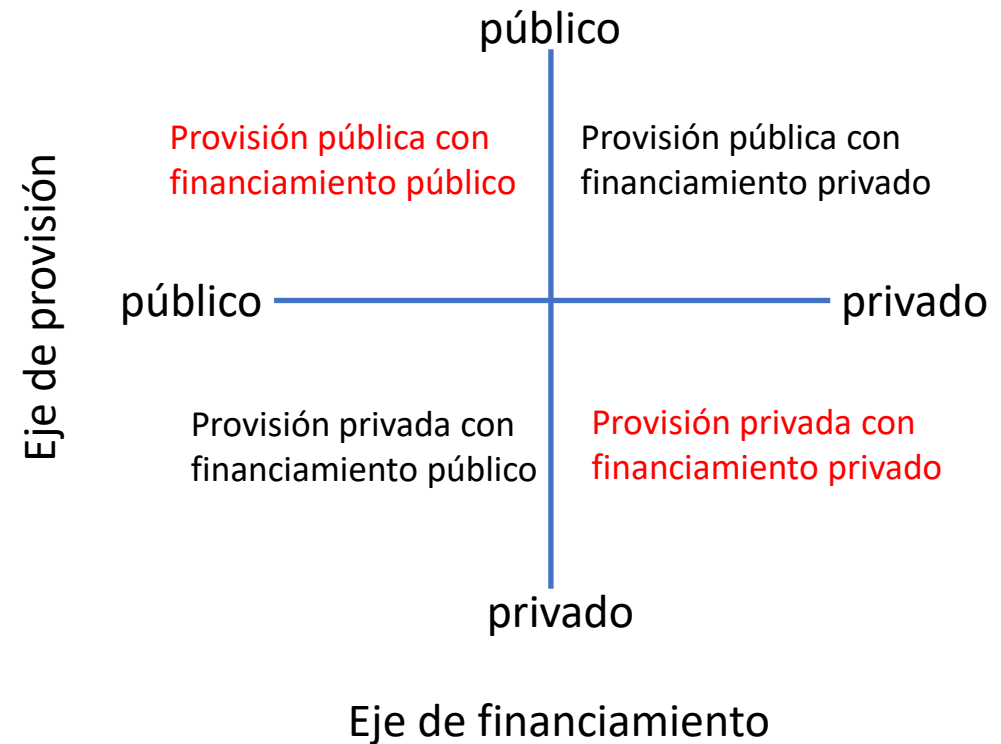 público
Provisión pública con
financiamiento público
Provisión pública con
financiamiento privado
Eje de provisión
público
privado
Provisión privada con
financiamiento público
Provisión privada con
financiamiento privado
privado
Eje de financiamiento